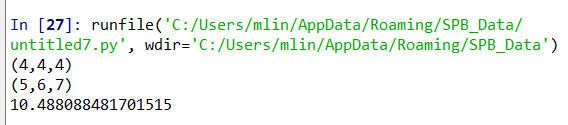 In [27]: runfile('C:/Users/mlin/AppData/Roaming/SPB_Data/
untitled7.py', wdir='C:/Users/mlin/AppData/Roaming/SPB_Data')
(4,4,4)
(5,6,7)
10.488088481701515